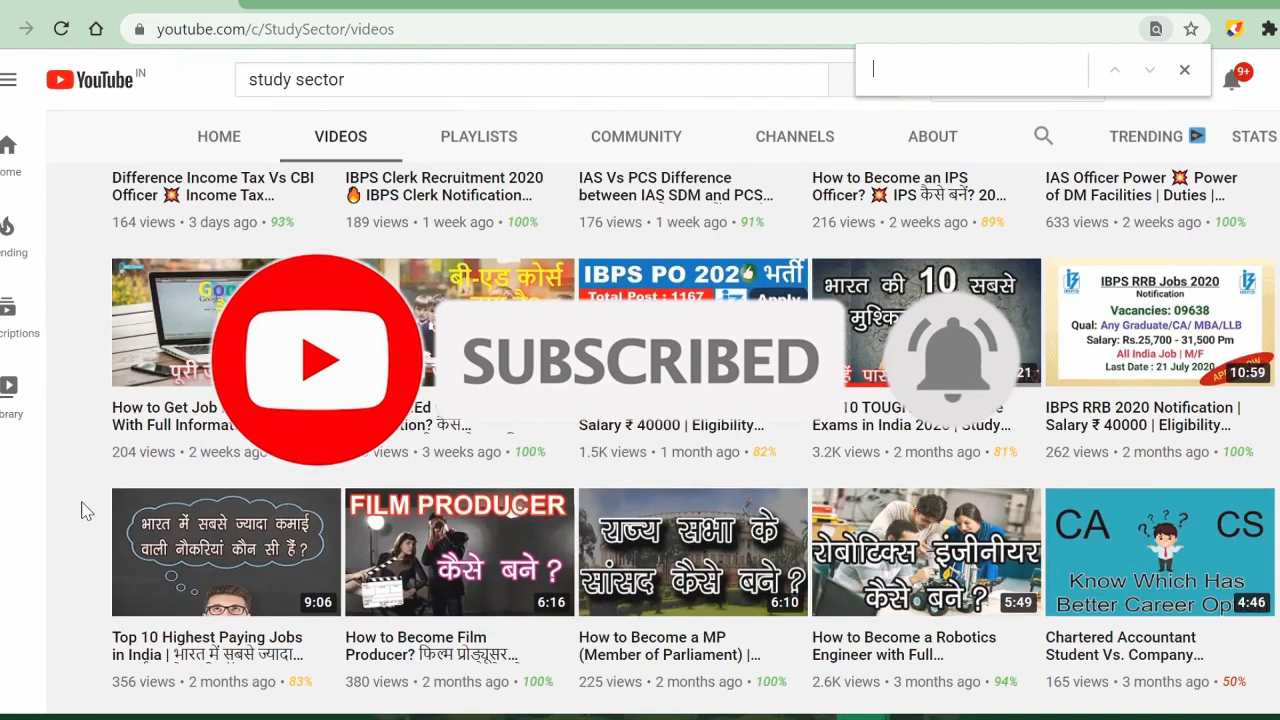 youtube.com/c/StudySector/videos
YouTube IN
study sector
9+
HOME VIDEOS PLAYLISTS COMMUNITY CHANNELS ABOUT TRENDING STATS
ome
ending
criptions
brary
Difference Income Tax Vs CBI
Officer 💥 Income Tax...
164 views • 3 days ago • 93%
IBPS Clerk Recruitment 2020
🔥 IBPS Clerk Notification...
189 views • 1 week ago • 100%
IAS Vs PCS Difference
between IAS SDM and PCS...
176 views • 1 week ago • 91%
How to Become an IPS
Officer? 💥 IPS कैसे बनें? 20...
216 views • 2 weeks ago • 89%
IAS Officer Power 💥 Power
of DM Facilities | Duties |...
633 views • 2 weeks ago • 100%
पूरी
बी-एड कोर्स
IBPS PO 202 भर्ती
Total Post : 1167
Apply
भारत की 10 सबसे
21
IBPS RRB Jobs 2020
Notification
Vacancies: 09638
Qual: Any Graduate/CA/ MBA/LLB
Salary: Rs.25,700 - 31,500 Pm
All India Job | M/F
Last Date : 21 July 2020
10:59
SUBSCRIBED
How to Get Job
With Full Informa
204 views • 2 weeks ago
.Ed
ion? कैस...
views • 3 weeks ago • 100%
Salary ₹ 40000 | Eligibility...
1.5K views • 1 month ago • 82%
10 TOUG
Exams in India 2020 | Study...
3.2K views • 2 months ago • 81%
IBPS RRB 2020 Notification |
Salary ₹ 40000 | Eligibility...
262 views • 2 months ago • 100%
भारत में सबसे ज्यादा कमाई
वाली नौकरियां कौन सी हैं ?
9:06
FILM PRODUCER
कैसे बने ?
6:16
राज्य सभा के
सांसद कैसे बने ?
6:10
रोबोटिक्स इंजीनियर
कैसे बने ?
5:49
CA CS
Know Which Has
Better Career Op
4:46
Top 10 Highest Paying Jobs
in India | भारत में सबसे ज्यादा...
356 views • 2 months ago • 83%
How to Become Film
Producer? फिल्म प्रोड्यूसर...
380 views • 2 months ago • 100%
How to Become a MP
(Member of Parliament) |...
225 views • 2 months ago • 100%
How to Become a Robotics
Engineer with Full...
2.6K views • 3 months ago • 94%
Chartered Accountant
Student Vs. Company...
165 views • 3 months ago • 50%